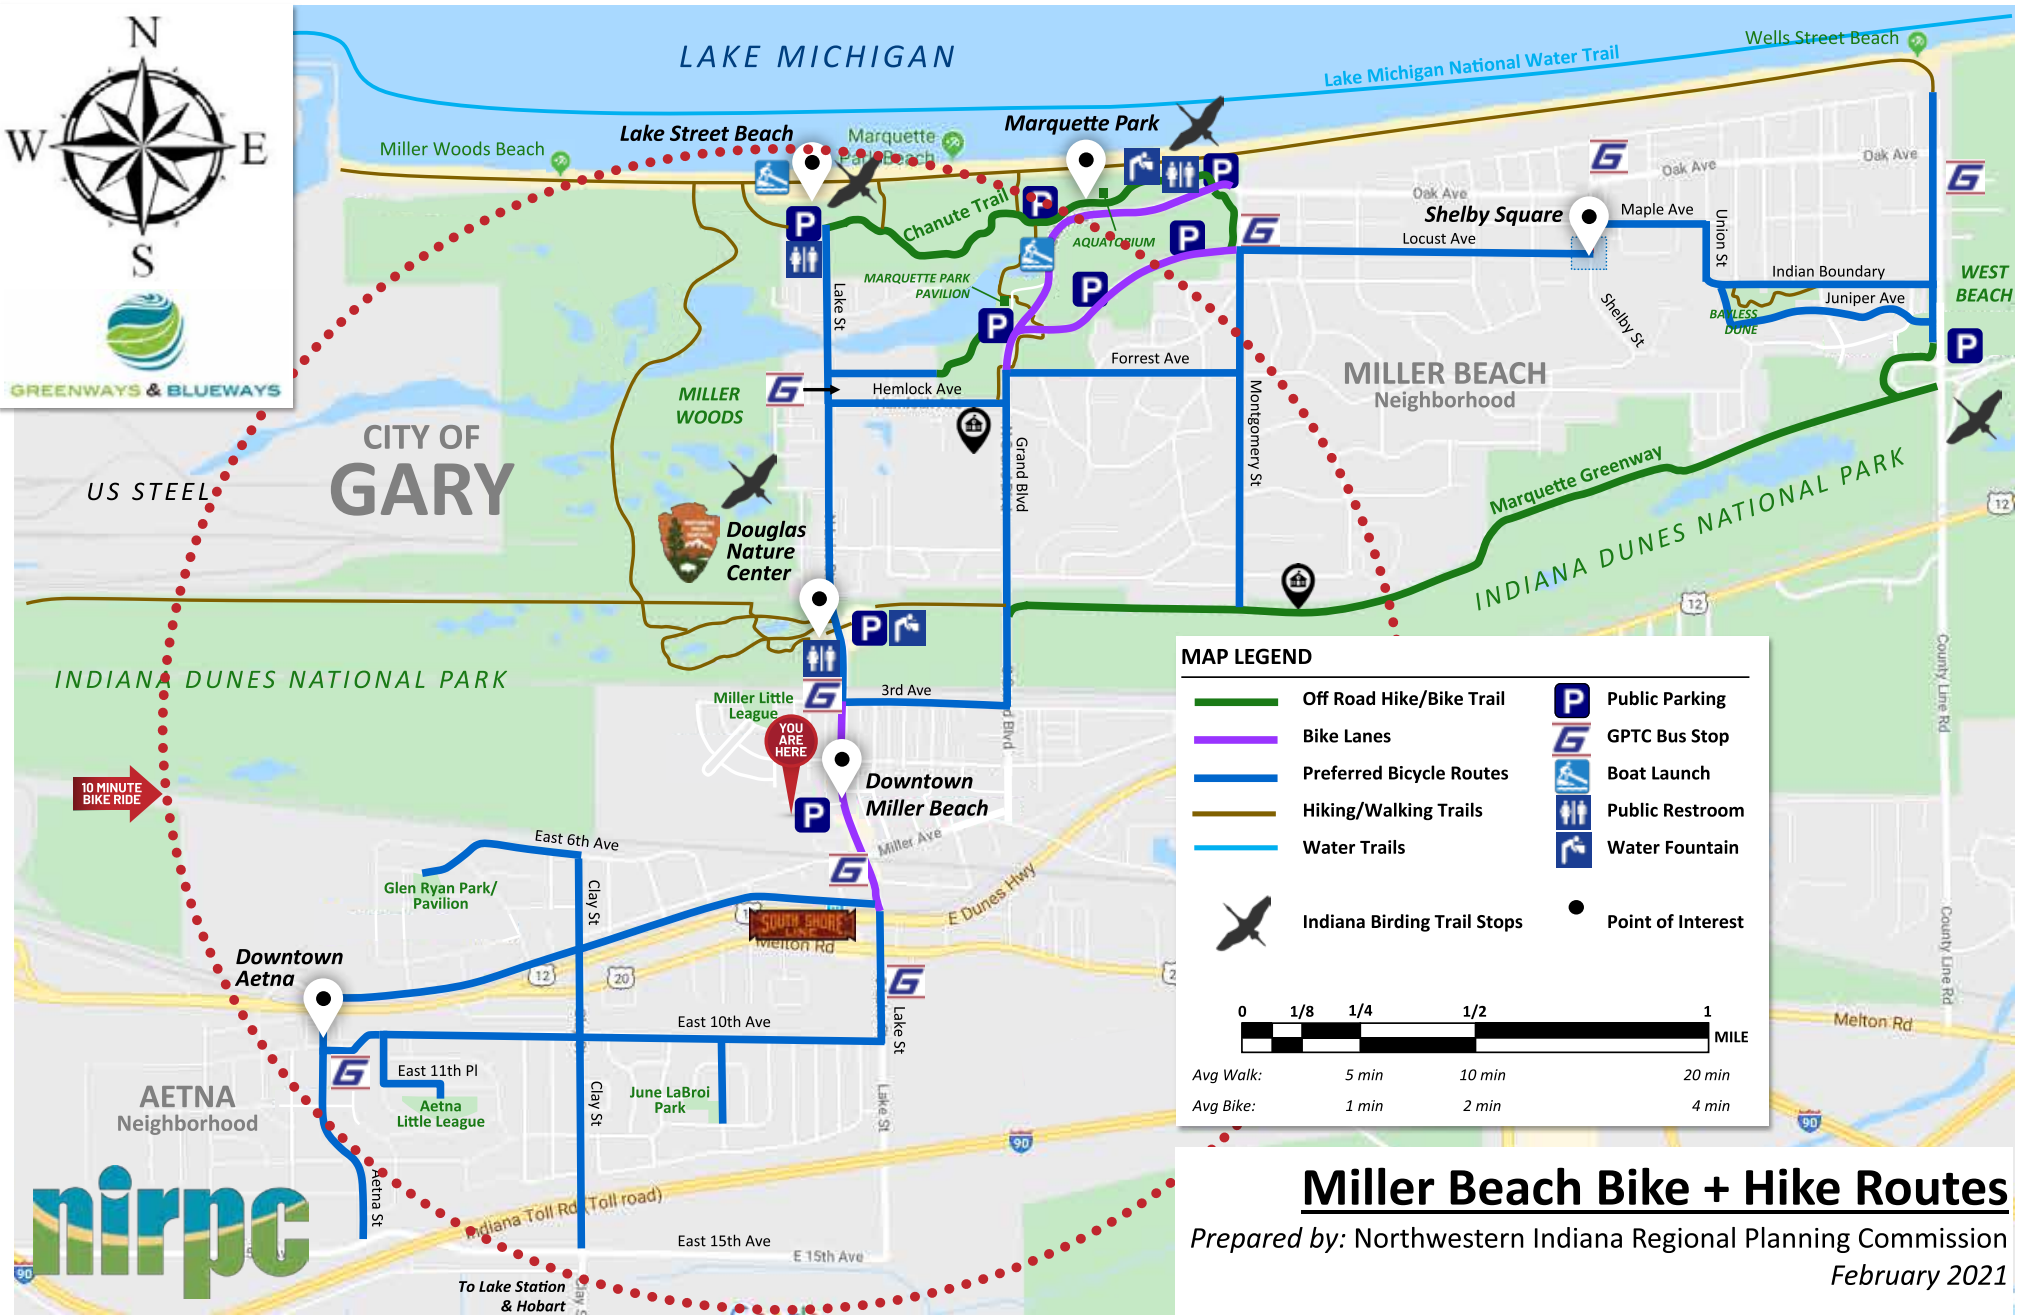 N
W
E
S
GREENWAYS & BLUEWAYS
LAKE MICHIGAN
Lake Michigan National Water Trail
Wells Street Beach
Miller Woods Beach
Lake Street Beach
Marquette
Park Beach
Marquette Park
P
P
P
P
P
P
G
G
G
Oak Ave
Oak Ave
Oak Ave
Chanute Trail
AQUATORIUM
Shelby Square
Maple Ave
Union St
Locust Ave
MARQUETTE PARK
PAVILION
Lake St
Indian Boundary
Juniper Ave
BAYLESS
DUNE
WEST
BEACH
P
Shelby St
Forrest Ave
MILLER BEACH
Neighborhood
MILLER
WOODS
G
Hemlock Ave
CITY OF
GARY
US STEEL
Grand Blvd
Montgomery St
Marquette Greenway
INDIANA DUNES NATIONAL PARK
12
12
Douglas
Nature
Center
P
INDIANA DUNES NATIONAL PARK
Miller Little
League
G
3rd Ave
d Blvd
YOU
ARE
HERE
P
10 MINUTE
BIKE RIDE
Downtown
Miller Beach
Miller Ave
G
E Dunes Hwy
East 6th Ave
Glen Ryan Park/
Pavilion
Clay St
SOUTH SHORE
LINE
Melton Rd
12
20
Downtown
Aetna
G
East 10th Ave
Lake St
G
East 11th Pl
Aetna
Little League
Clay St
June LaBroi
Park
Lake St
AETNA
Neighborhood
Aetna St
nirpc
Indiana Toll Rd (Toll road)
90
90
90
East 15th Ave
E 15th Ave
To Lake Station
& Hobart
County Line Rd
County Line Rd
Melton Rd
MAP LEGEND
Off Road Hike/Bike Trail
P Public Parking
Bike Lanes
G GPTC Bus Stop
Preferred Bicycle Routes
Boat Launch
Hiking/Walking Trails
Public Restroom
Water Trails
Water Fountain
Indiana Birding Trail Stops
Point of Interest
0 1/8 1/4 1/2 1
MILE
Avg Walk: 5 min 10 min 20 min
Avg Bike: 1 min 2 min 4 min
Miller Beach Bike + Hike Routes
Prepared by: Northwestern Indiana Regional Planning Commission
February 2021